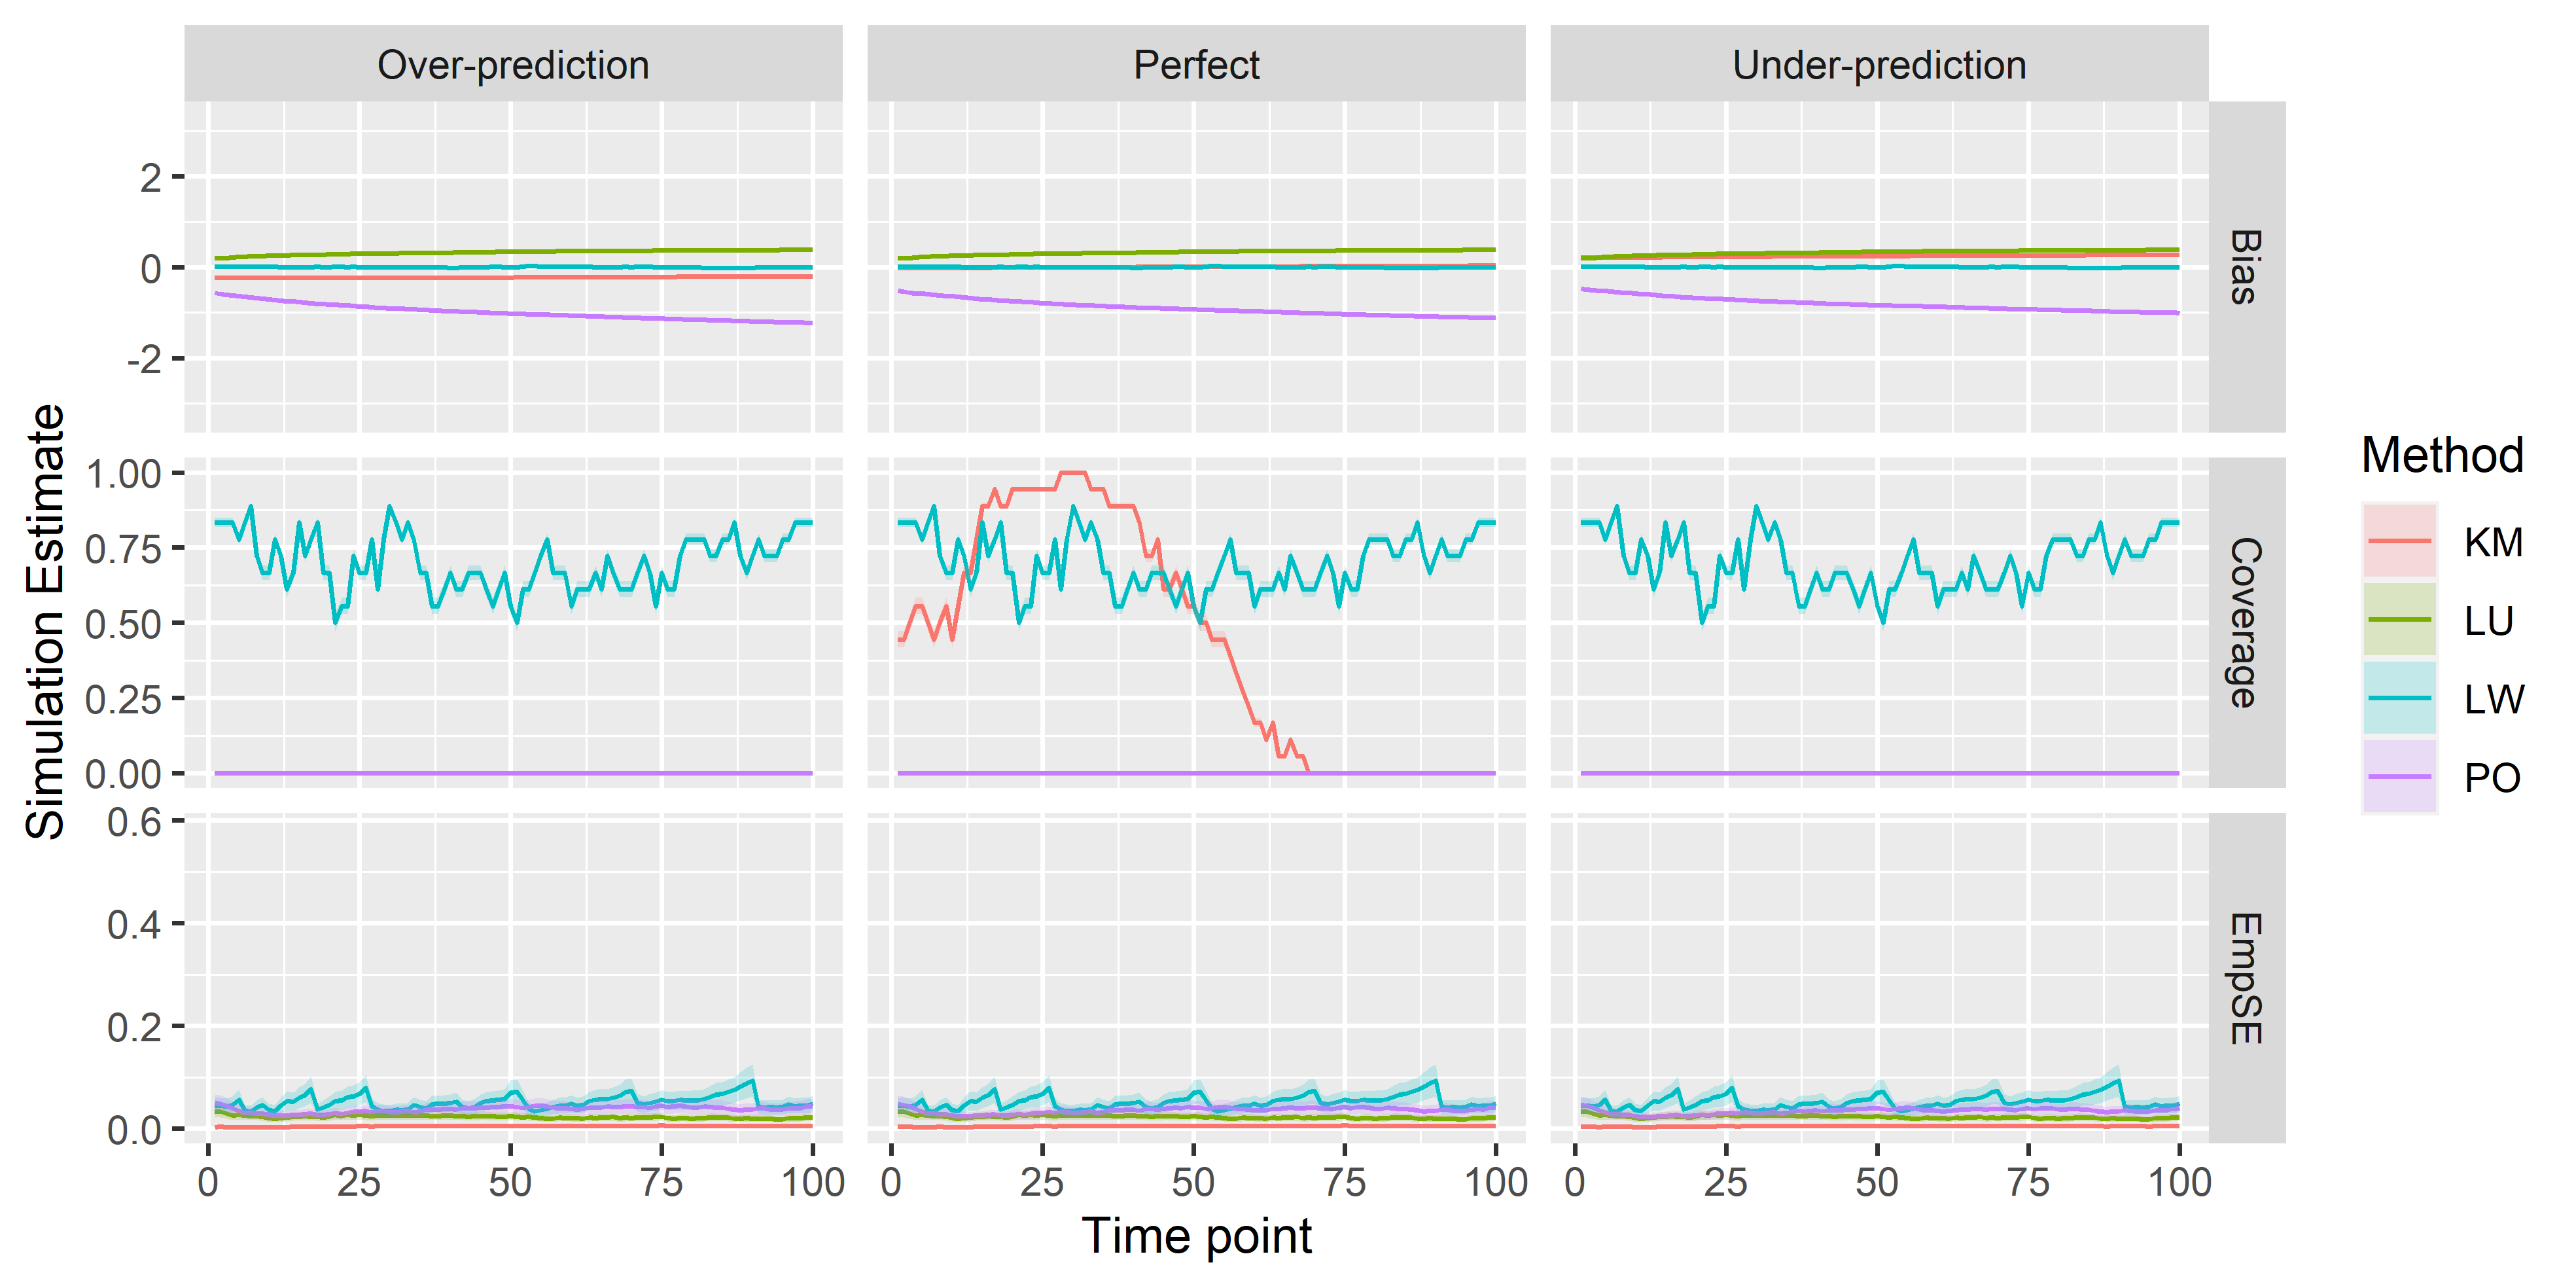 Over-prediction
Perfect
Under-prediction
Simulation Estimate
2
0
-2
Bias
1.00
0.75
0.50
0.25
0.00
Coverage
0.6
0.4
0.2
0.0
EmpSE
0 25 50 75 100
0 25 50 75 100
0 25 50 75 100
Time point
Method
KM
LU
LW
PO